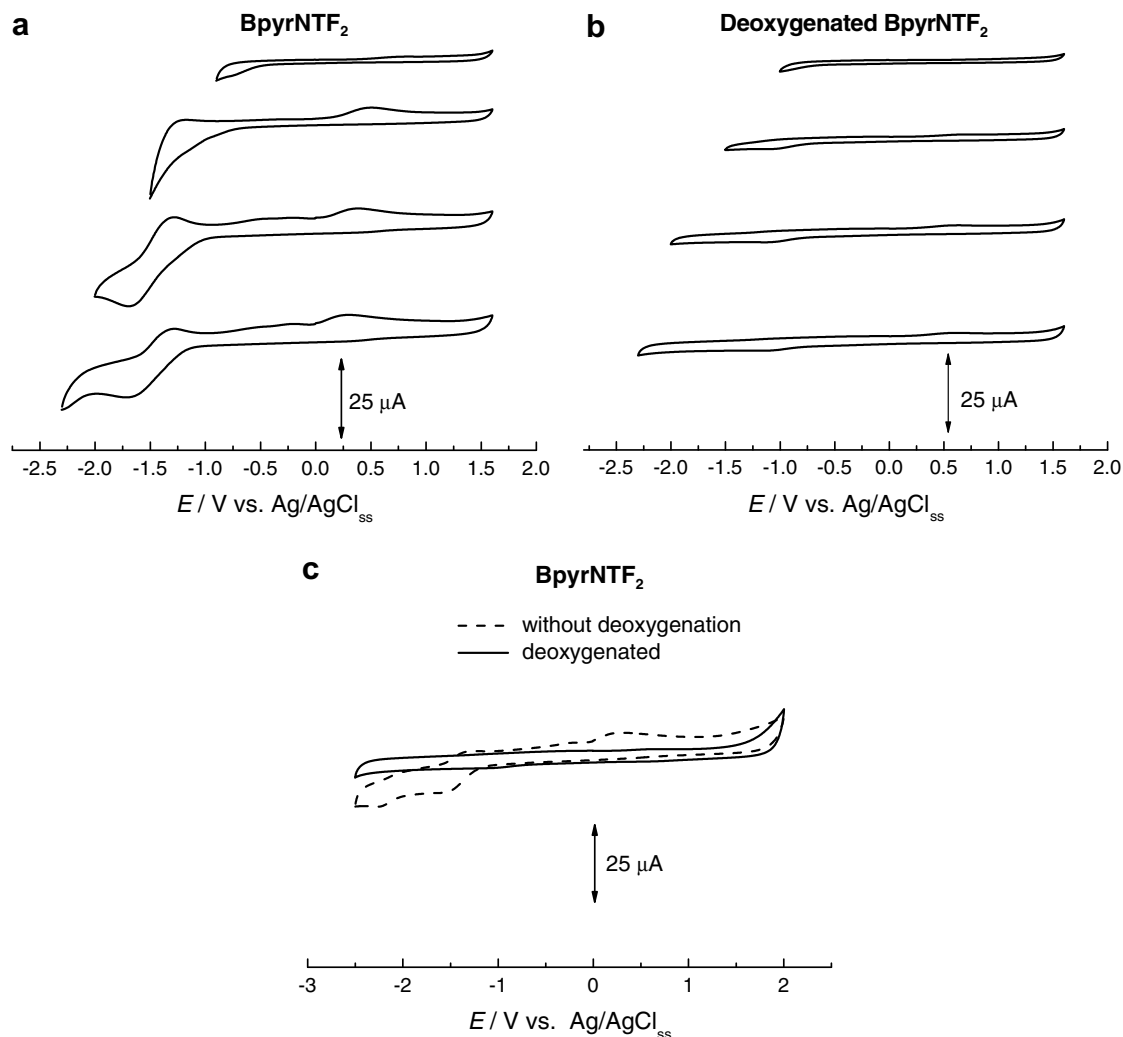 a
BpyrNTF₂
25 μA
-2.5 -2.0 -1.5 -1.0 -0.5 0.0 0.5 1.0 1.5 2.0
E / V vs. Ag/AgClₛₛ
b
Deoxygenated BpyrNTF₂
25 μA
-2.5 -2.0 -1.5 -1.0 -0.5 0.0 0.5 1.0 1.5 2.0
E / V vs. Ag/AgClₛₛ
c
BpyrNTF₂
without deoxygenation
deoxygenated
25 μA
-3 -2 -1 0 1 2
E / V vs. Ag/AgClₛₛ